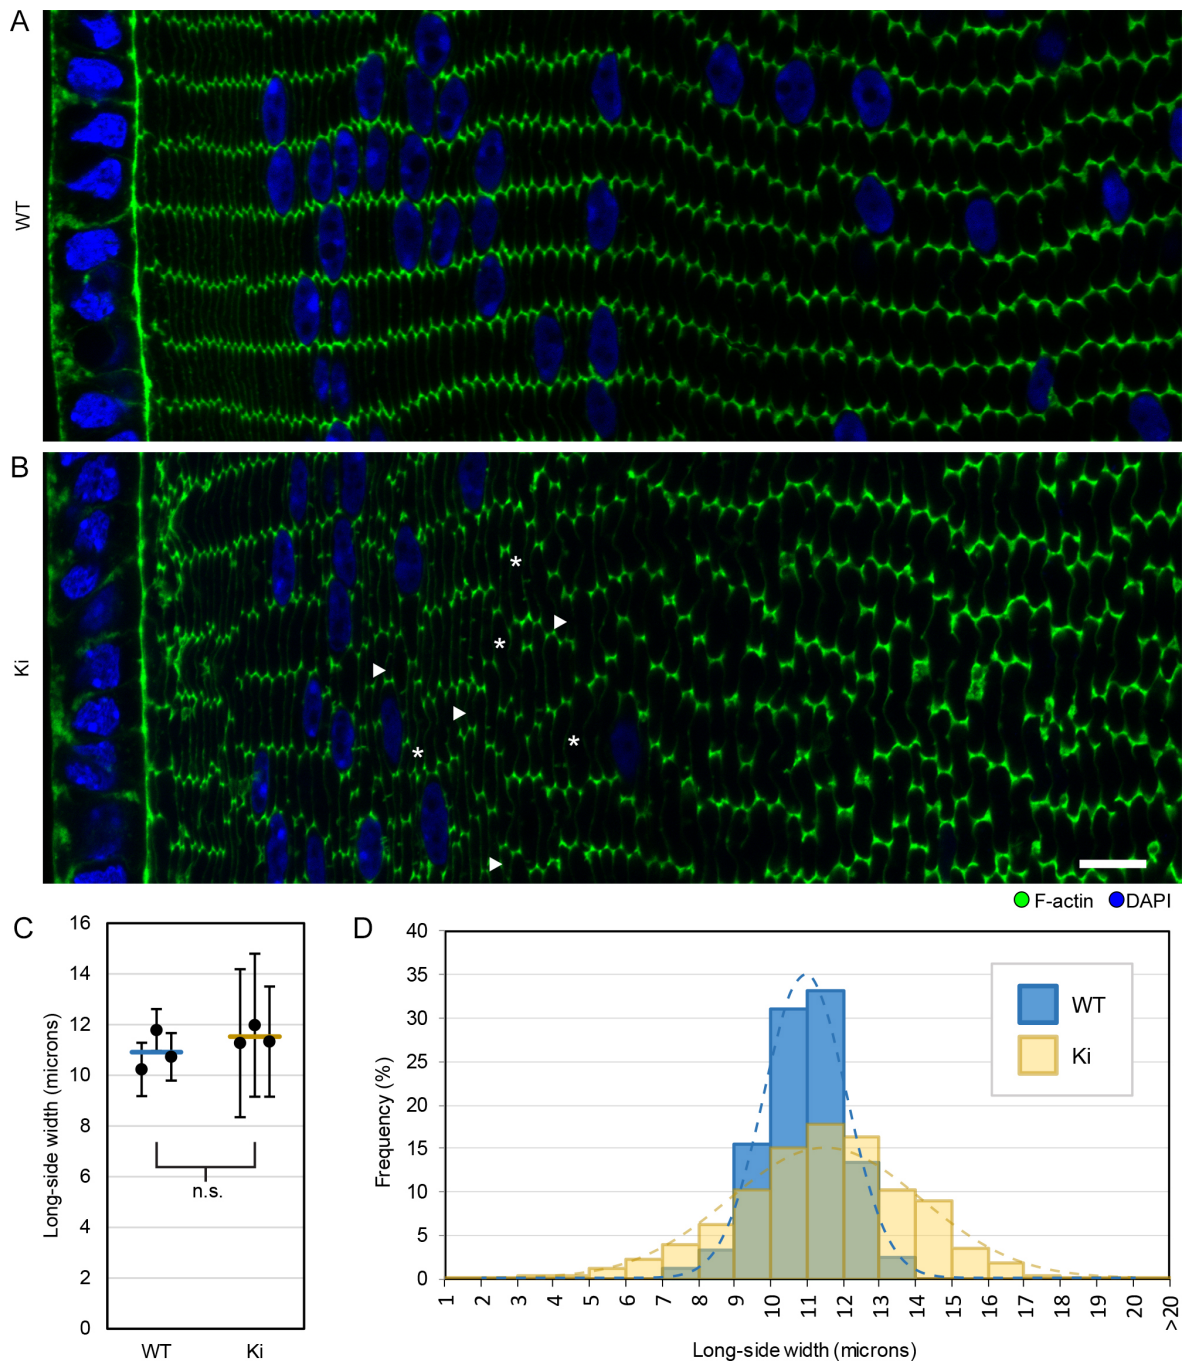 A
WT
B
Ki
*
*
*
*
F-actin DAPI
C
16
14
12
10
8
6
4
2
0
Long-side width (microns)
n.s.
WT Ki
D
40
35
30
25
20
15
10
5
0
Frequency (%)
WT
Ki
1 2 3 4 5 6 7 8 9 10 11 12 13 14 15 16 17 18 19 20 >20
Long-side width (microns)